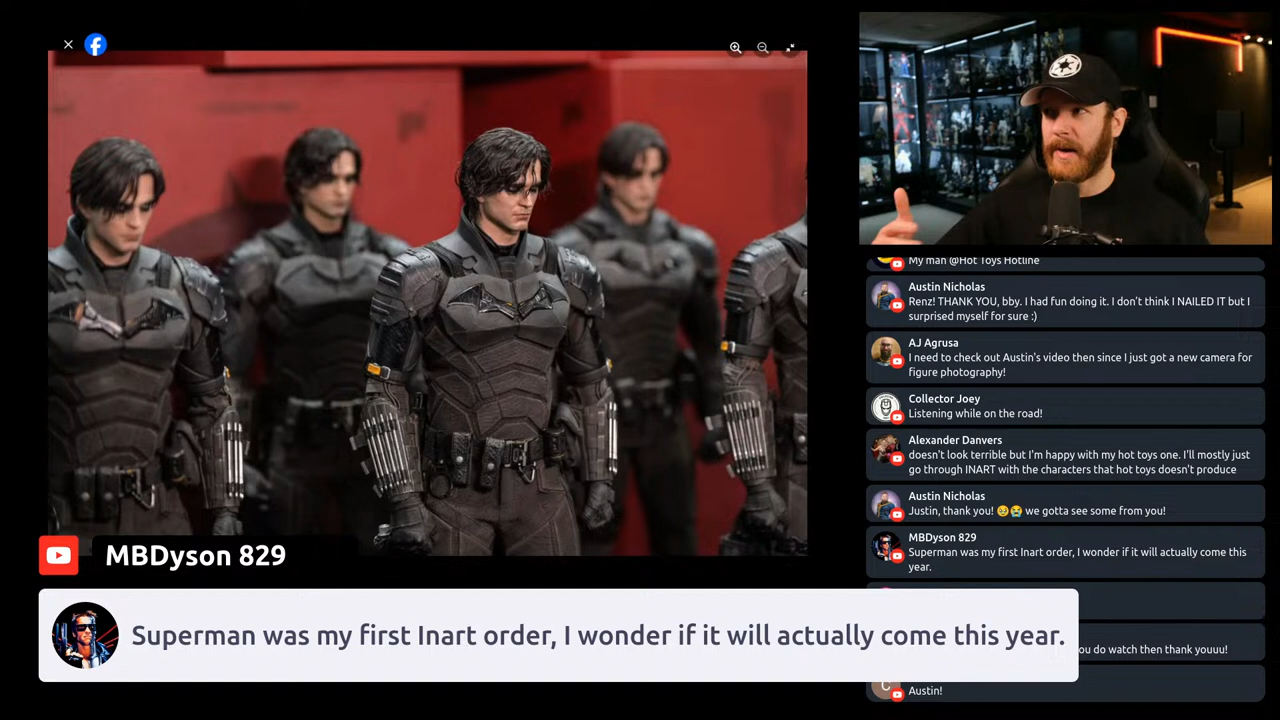 My man @Hot Toys Hotline
Austin Nicholas
Renz! THANK YOU, bby. I had fun doing it. I don't think I NAILED IT but I
surprised myself for sure :)
AJ Agrusa
I need to check out Austin's video then since I just got a new camera for
figure photography!
Collector Joey
Listening while on the road!
Alexander Danvers
doesn't look terrible but I'm happy with my hot toys one. I'll mostly just
go through INART with the characters that hot toys doesn't produce
Austin Nicholas
Justin, thank you! 🥹😭 we gotta see some from you!
MBDyson 829
Superman was my first Inart order, I wonder if it will actually come this
year.
ou do watch then thank youuu!
C
Austin!
MBDyson 829
Superman was my first Inart order, I wonder if it will actually come this year.